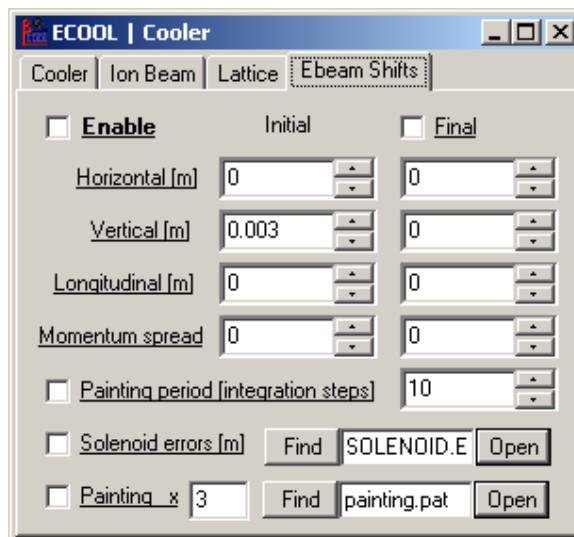 ECOOL | Cooler
Cooler Ion Beam Lattice Ebeam Shifts
Enable Initial Final
Horizontal [m] 0 0
Vertical [m] 0.003 0
Longitudinal [m] 0 0
Momentum spread 0 0
Painting period [integration steps] 10
Solenoid errors [m] Find SOLENOID.E Open
Painting x 3 Find painting.pat Open